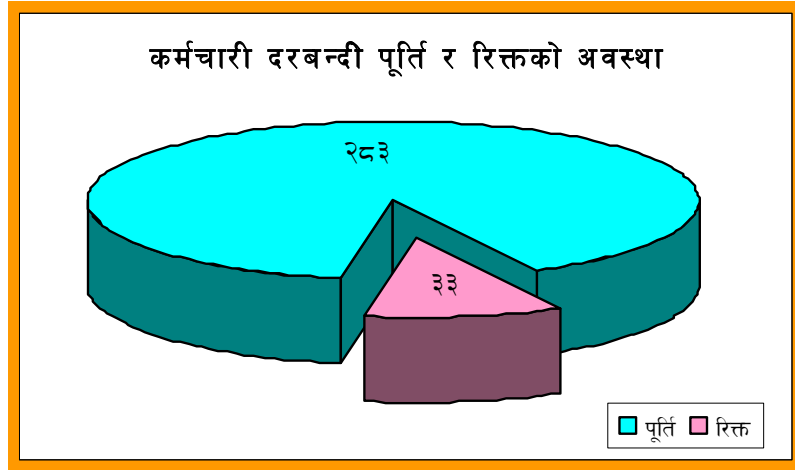 कर्मचारी दरबन्दी पूर्ति र रिक्तको अवस्था
२८३
३३
पूर्ति रिक्त